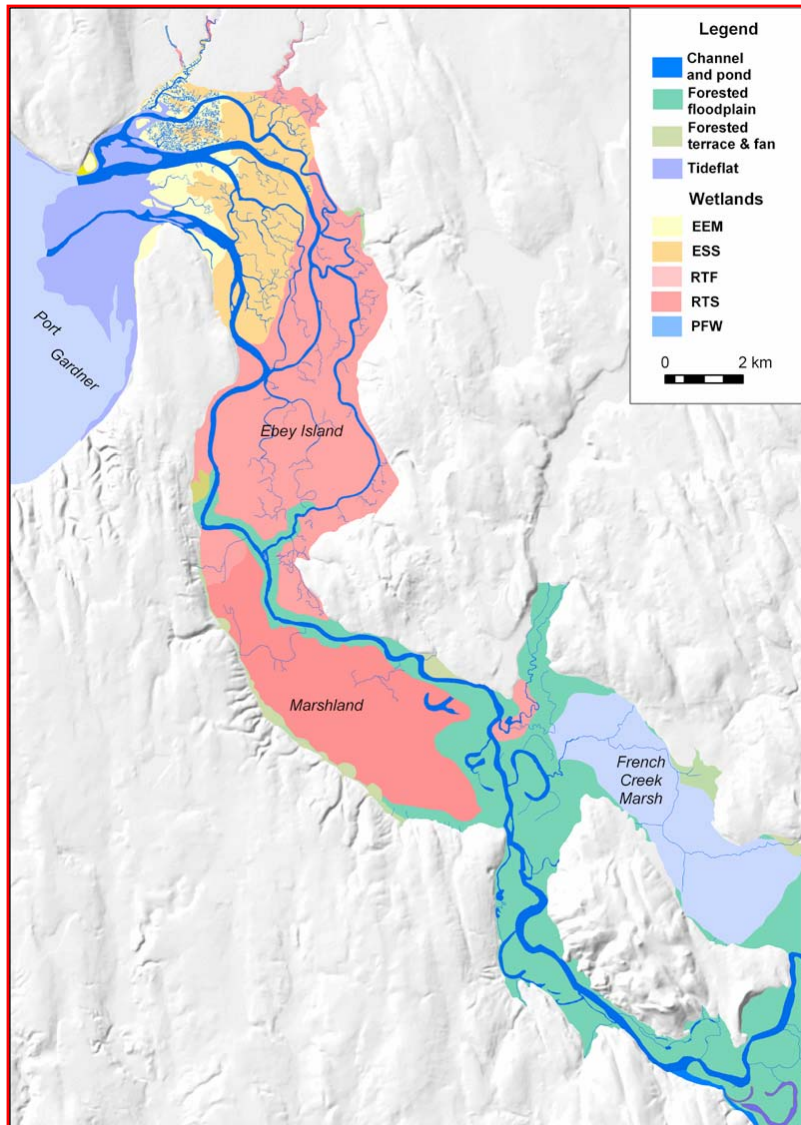 Legend
Channel
and pond
Forested
floodplain
Forested
terrace & fan
Tideflat
Wetlands
EEM
ESS
RTF
RTS
PFW
0 2 km
Port
Gardner
Ebey Island
Marshland
French
Creek
Marsh